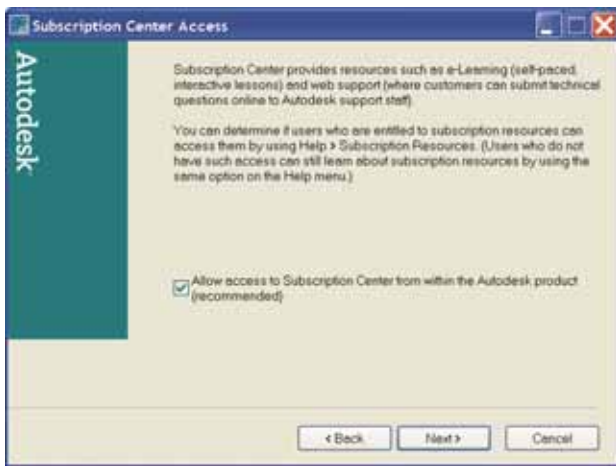 Subscription Center Access
Autodesk
Subscription Center provides resources such as e-Learning (self-paced,
interactive lessons) and web support (where customers can submit technical
questions online to Autodesk support staff).
You can determine if users who are entitled to subscription resources can
access them by using Help > Subscription Resources. (Users who do not
have such access can still learn about subscription resources by using the
same option on the Help menu.)
Allow access to Subscription Center from within the Autodesk product
(recommended)
< Back
Next >
Cancel